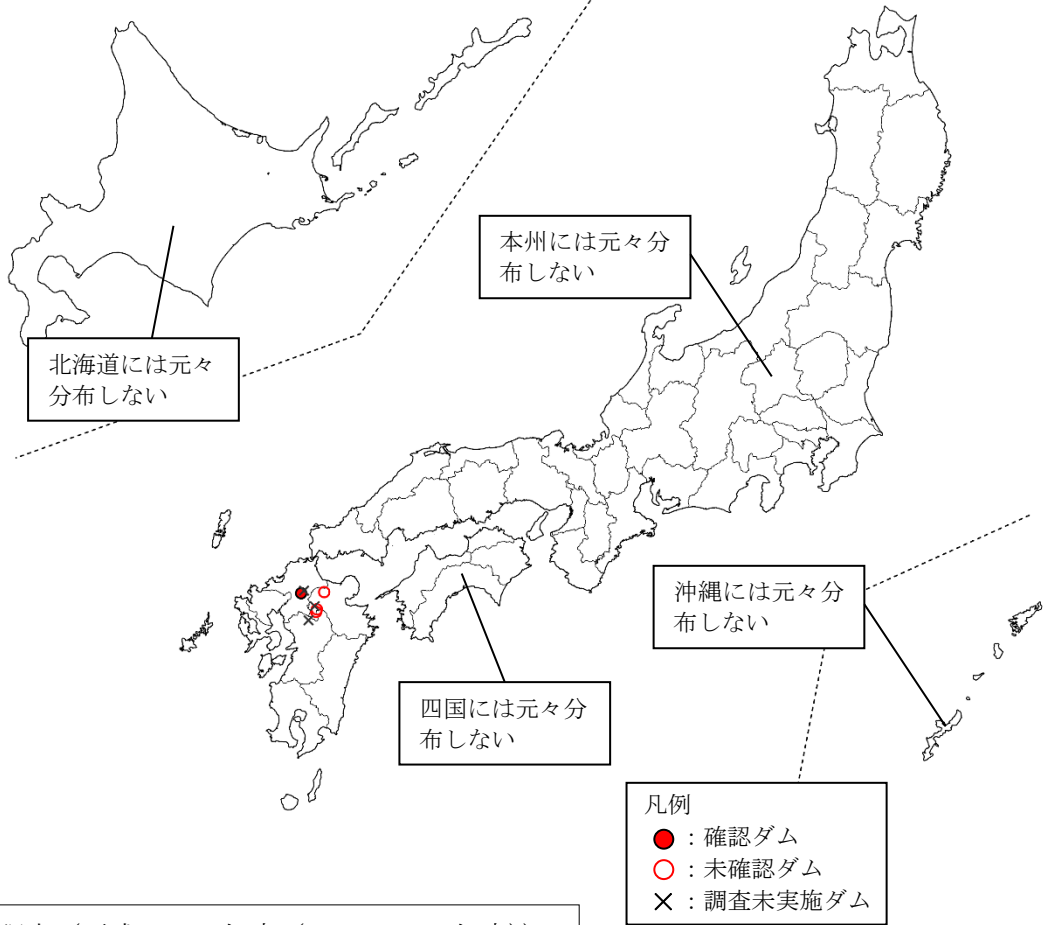 本州には元々分
布しない
北海道には元々
分布しない
沖縄には元々分
布しない
四国には元々分
布しない
凡例
：確認ダム
：未確認ダム
×：調査未実施ダム